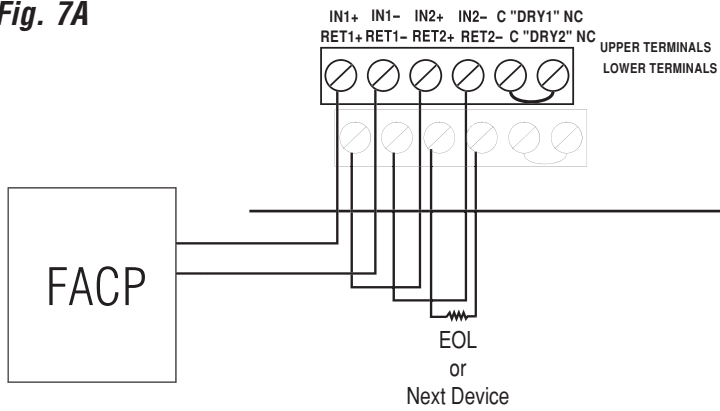 Fig. 7A
IN1+ IN1– IN2+ IN2– C "DRY1" NC
RET1+ RET1– RET2+ RET2– C "DRY2" NC
UPPER TERMINALS
LOWER TERMINALS
FACP
EOL
or
Next Device